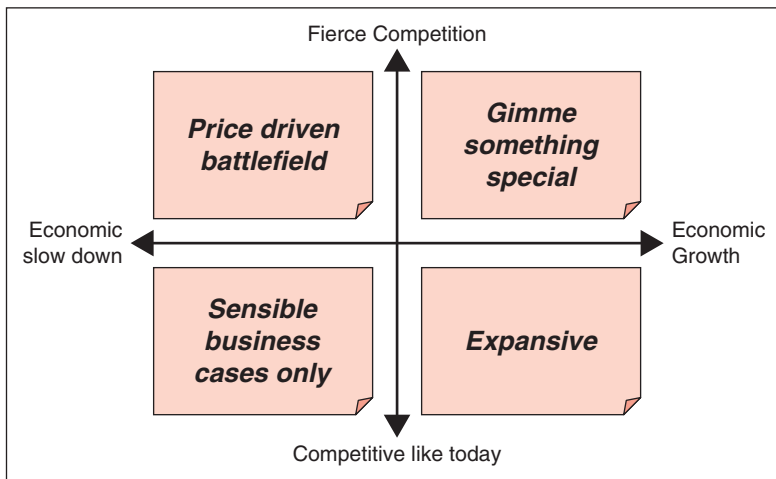 Fierce Competition
Price driven
battlefield
Gimme
something
special
Economic
slow down
Economic
Growth
Sensible
business
cases only
Expansive
Competitive like today